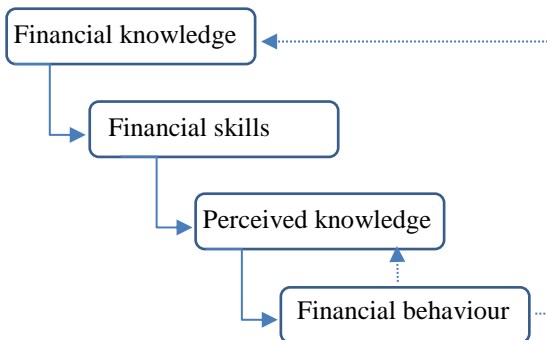 Financial knowledge
Financial skills
Perceived knowledge
Financial behaviour